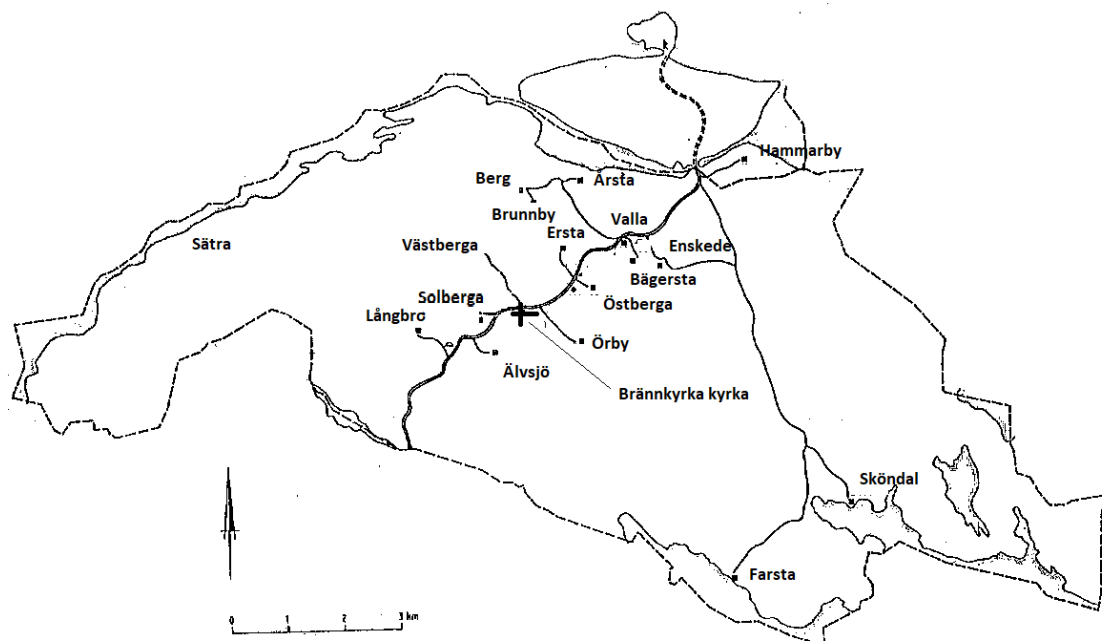 Hammarby
Berg
Årsta
Brunnby
Valla
Ersta
Enskede
Sätra
Västberga
Bägersta
Östberga
Solberga
Långbro
Örby
Älvsjö
Brännkyrka kyrka
Sköndal
Farsta
0 1 2 3 km